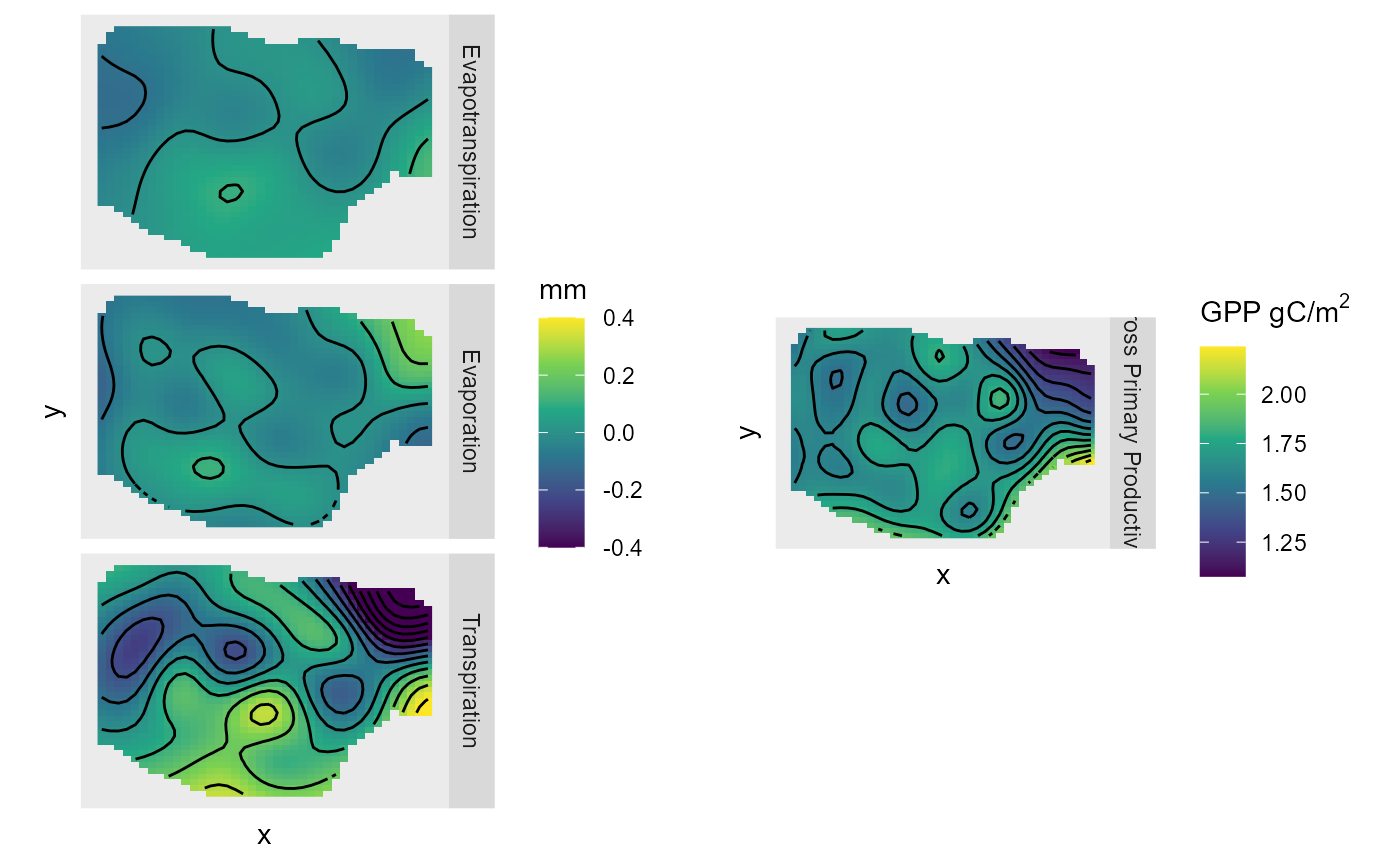 Evapotranspiration
Evaporation
Transpiration
y
x
mm
0.4
0.2
0.0
-0.2
-0.4
y
x
ross Primary Productiv
GPP gC/m²
2.00
1.75
1.50
1.25